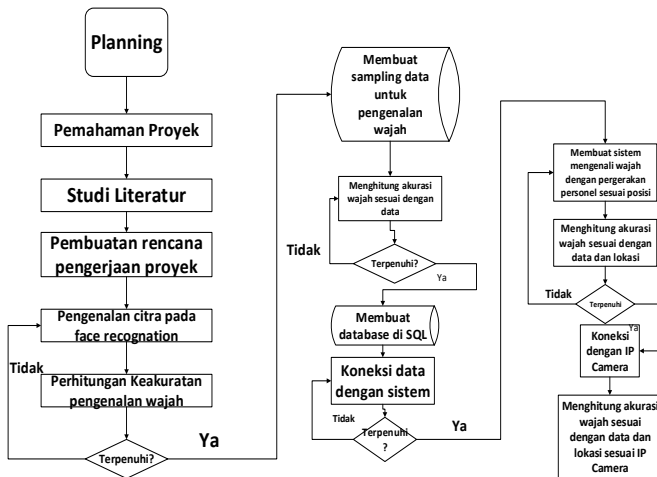 Planning
Pemahaman Proyek
Studi Literatur
Pembuatan rencana
pengerjaan proyek
Pengenalan citra pada
face recognation
Tidak
Perhitungan Keakuratan
pengenalan wajah
Terpenuhi?
Ya
Membuat
sampling data
untuk
pengenalan
wajah
Menghitung akurasi
wajah sesuai dengan
data
Tidak
Terpenuhi?
Ya
Membuat
database di SQL
Koneksi data
dengan sistem
Tidak
Terpenuhi
?
Ya
Membuat sistem
mengenali wajah
dengan pergerakan
personel sesuai posisi
Menghitung akurasi
wajah sesuai dengan
data dan lokasi
Tidak
Terpenuhi
Ya
Koneksi
dengan IP
Camera
Menghitung akurasi
wajah sesuai
dengan data dan
lokasi sesuai IP
Camera